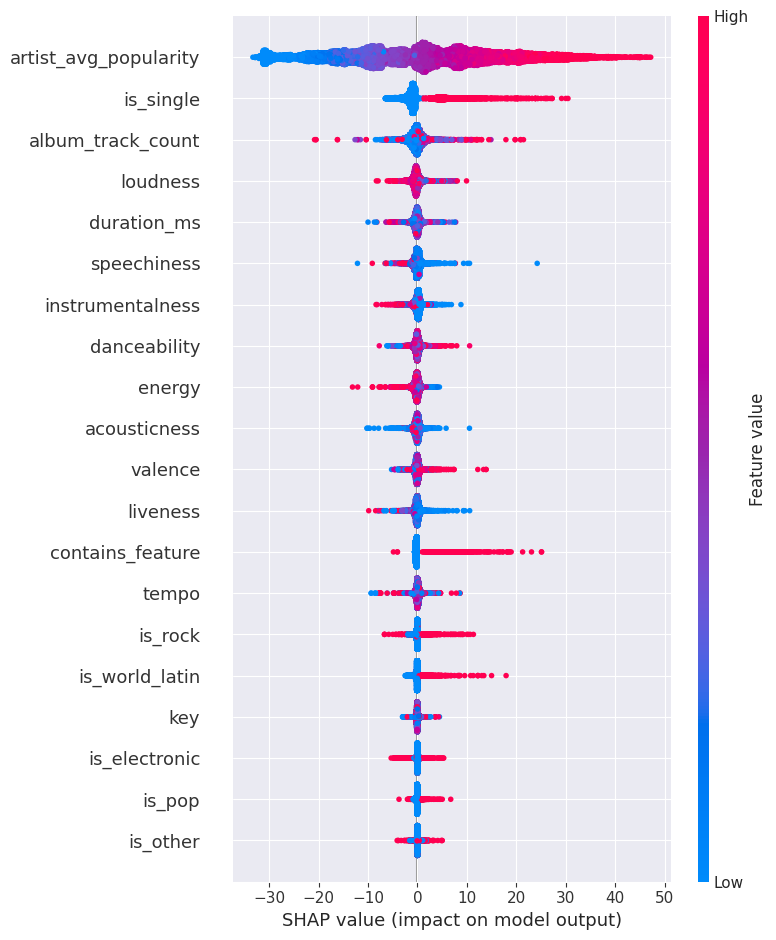 High
artist_avg_popularity
is_single
album_track_count
loudness
duration_ms
speechiness
instrumentalness
danceability
energy
acousticness
valence
liveness
contains_feature
tempo
is_rock
is_world_latin
key
is_electronic
is_pop
is_other
Feature value
Low
−30 −20 −10 0 10 20 30 40 50
SHAP value (impact on model output)